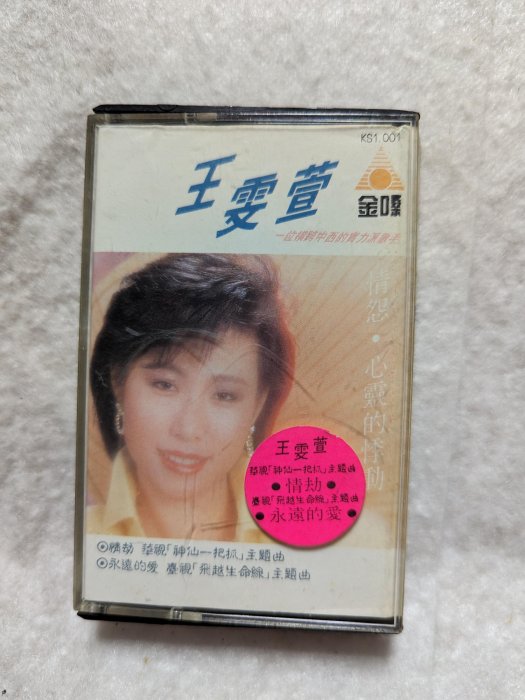 KS1.001
金嗓
王雯萱
一位橫跨中西的實力派歌手
情怨·心靈的悸動
王雯萱
華視「神仙一把抓」主題曲
•情劫•
臺視「飛越生命線」主題曲
•永遠的愛•
⊙情劫 華視「神仙一把抓」主題曲
⊙永遠的愛 臺視「飛越生命線」主題曲